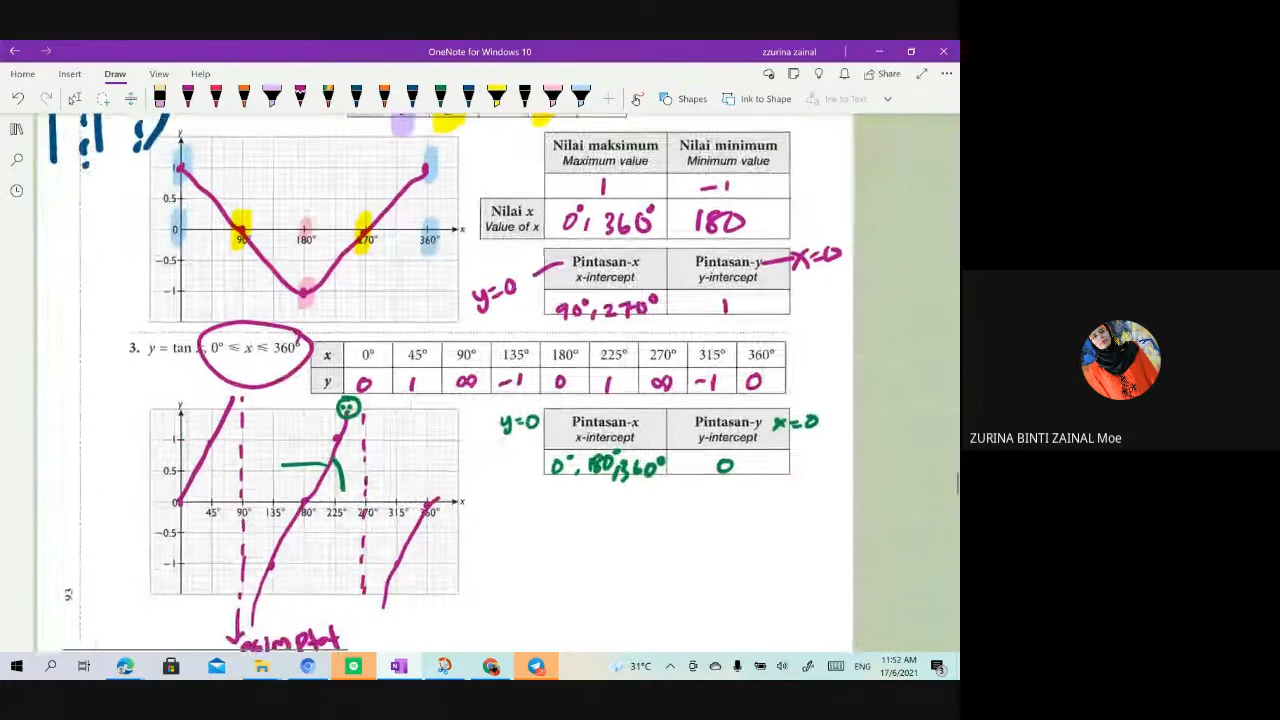 OneNote for Windows 10
zzurina zainal
Home Insert Draw View Help
Share
Shapes Ink to Shape Ink to Text
y
1
0.5
0
90° 180° 270° 360° x
−0.5
−1
Nilai maksimum Nilai minimum
Maximum value Minimum value
1 −1
Nilai x
Value of x
0°, 360° 180
Pintasan-x Pintasan-y x=0
x-intercept y-intercept
y=0
90°, 270° 1
3. y = tan x, 0° ⩽ x ⩽ 360°
x 0° 45° 90° 135° 180° 225° 270° 315° 360°
y 0 1 ∞ −1 0 1 ∞ −1 0
y
1
0.5
0
45° 90° 135° 180° 225° 270° 315° 360° x
−0.5
−1
y=0 Pintasan-x Pintasan-y x=0
x-intercept y-intercept
0°, 180°, 360° 0
93
asimptot
ZURINA BINTI ZAINAL Moe
31°C
ENG
11:52 AM
17/6/2021